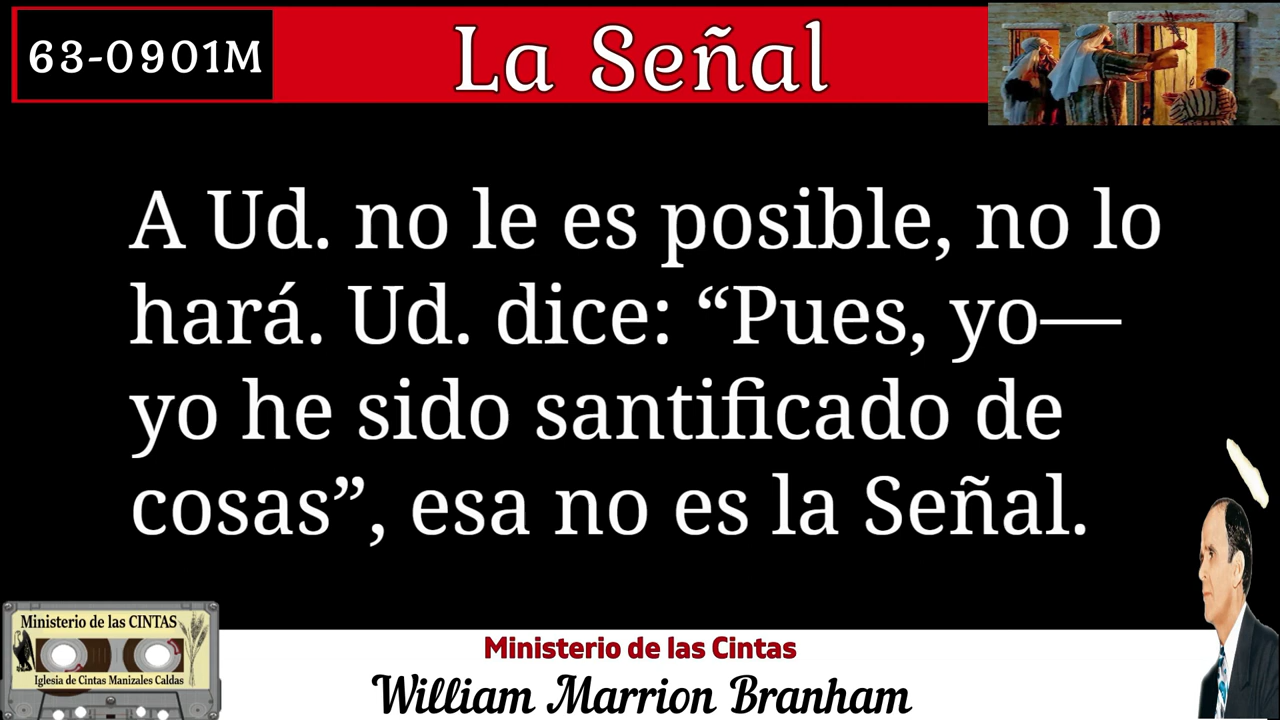 63-0901M
La Señal
A Ud. no le es posible, no lo
hará. Ud. dice: “Pues, yo—
yo he sido santificado de
cosas”, esa no es la Señal.
Ministerio de las CINTAS
Iglesia de Cintas Manizales Caldas
Ministerio de las Cintas
William Marrion Branham